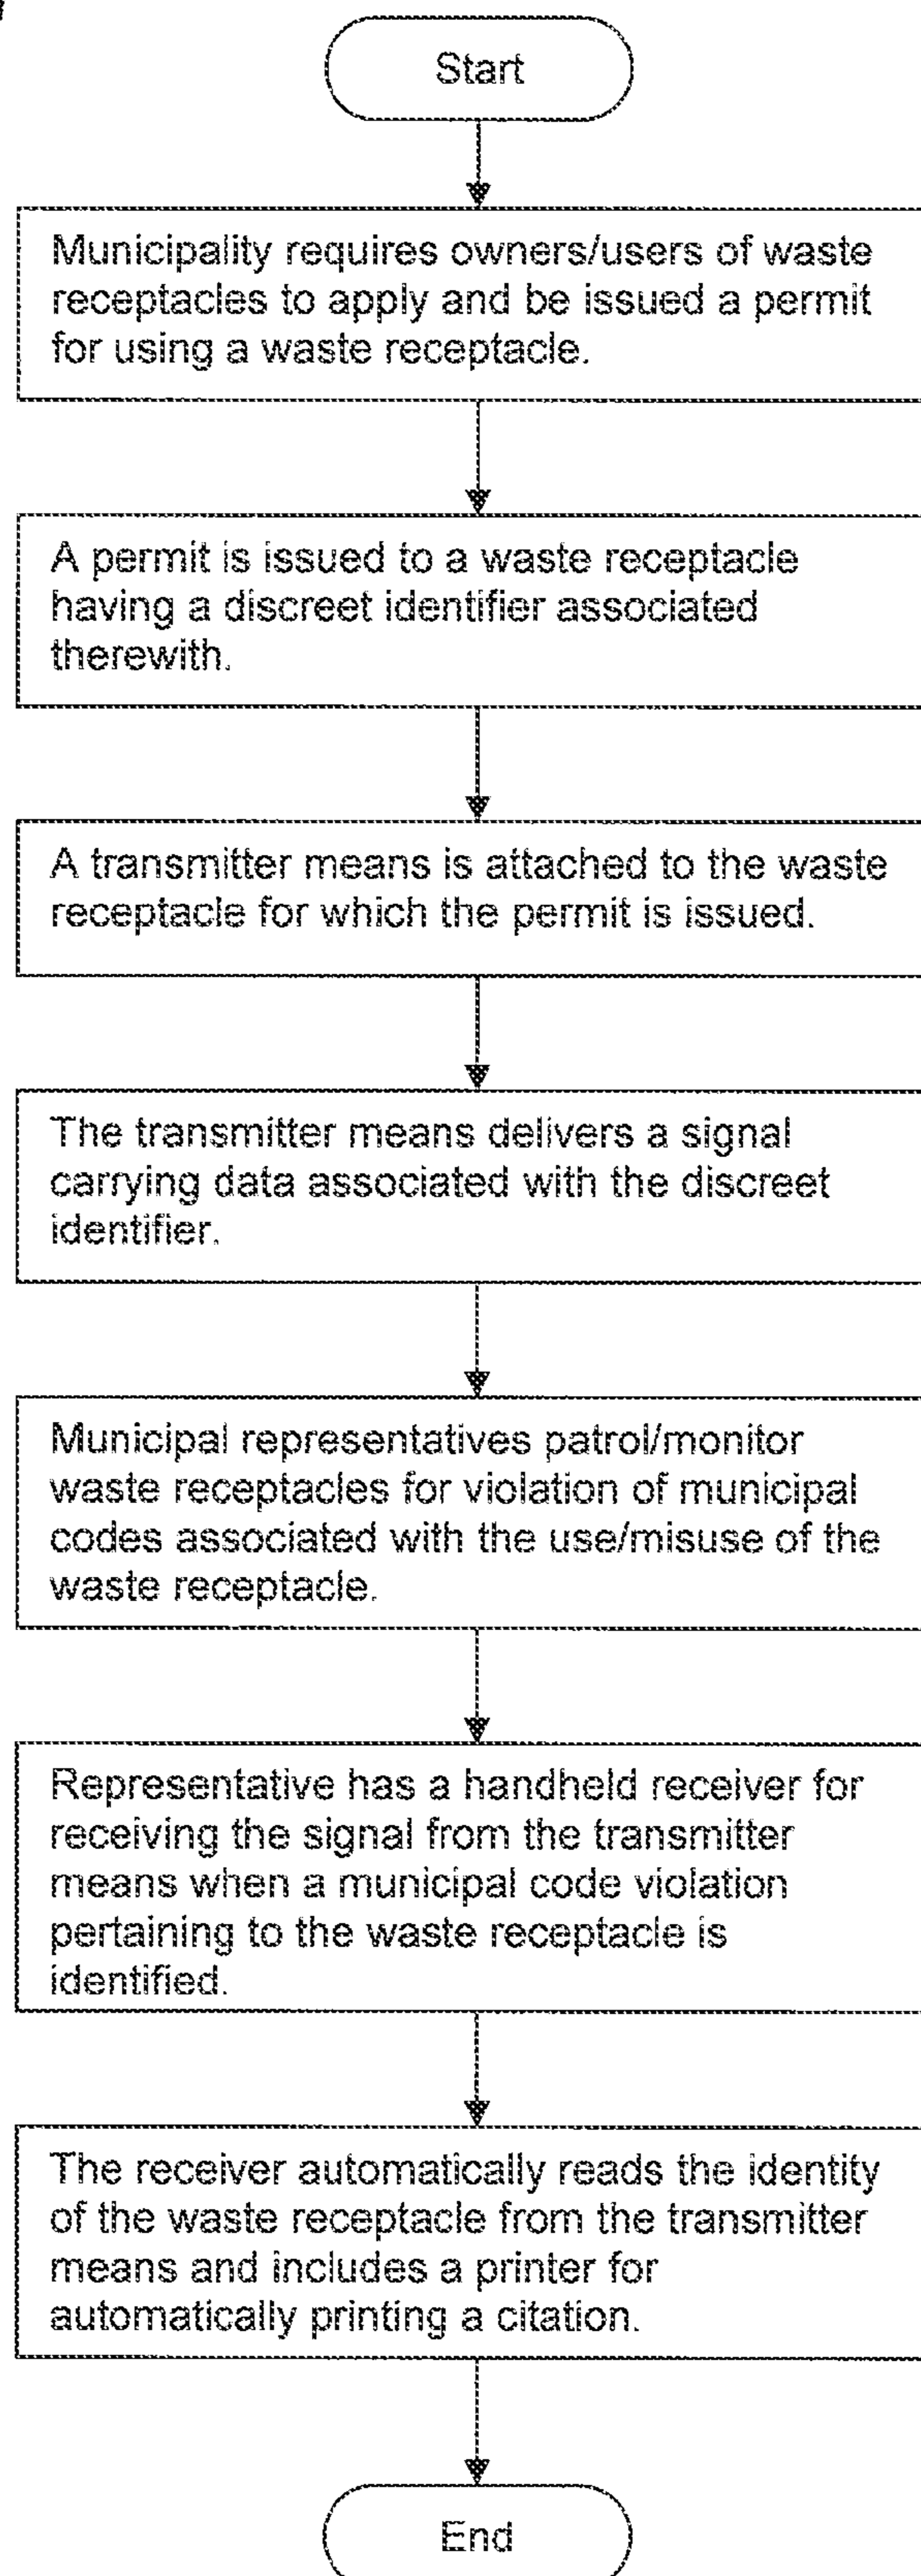 Start
Municipality requires owners/users of waste
receptacles to apply and be issued a permit
for using a waste receptacle.
A permit is issued to a waste receptacle
having a discreet identifier associated
therewith.
A transmitter means is attached to the waste
receptacle for which the permit is issued.
The transmitter means delivers a signal
carrying data associated with the discreet
identifier.
Municipal representatives patrol/monitor
waste receptacles for violation of municipal
codes associated with the use/misuse of the
waste receptacle.
Representative has a handheld receiver for
receiving the signal from the transmitter
means when a municipal code violation
pertaining to the waste receptacle is
identified.
The receiver automatically reads the identity
of the waste receptacle from the transmitter
means and includes a printer for
automatically printing a citation.
End